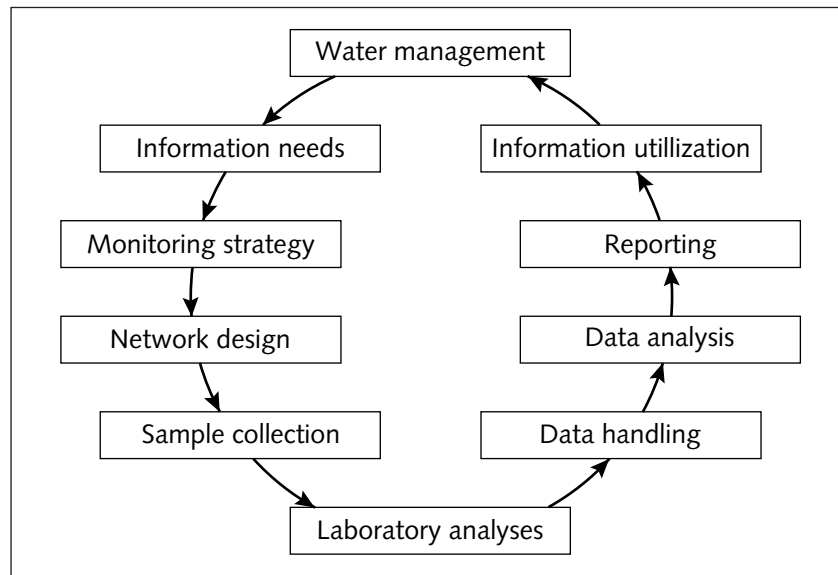 Water management
Information needs
Information utillization
Monitoring strategy
Reporting
Network design
Data analysis
Sample collection
Data handling
Laboratory analyses